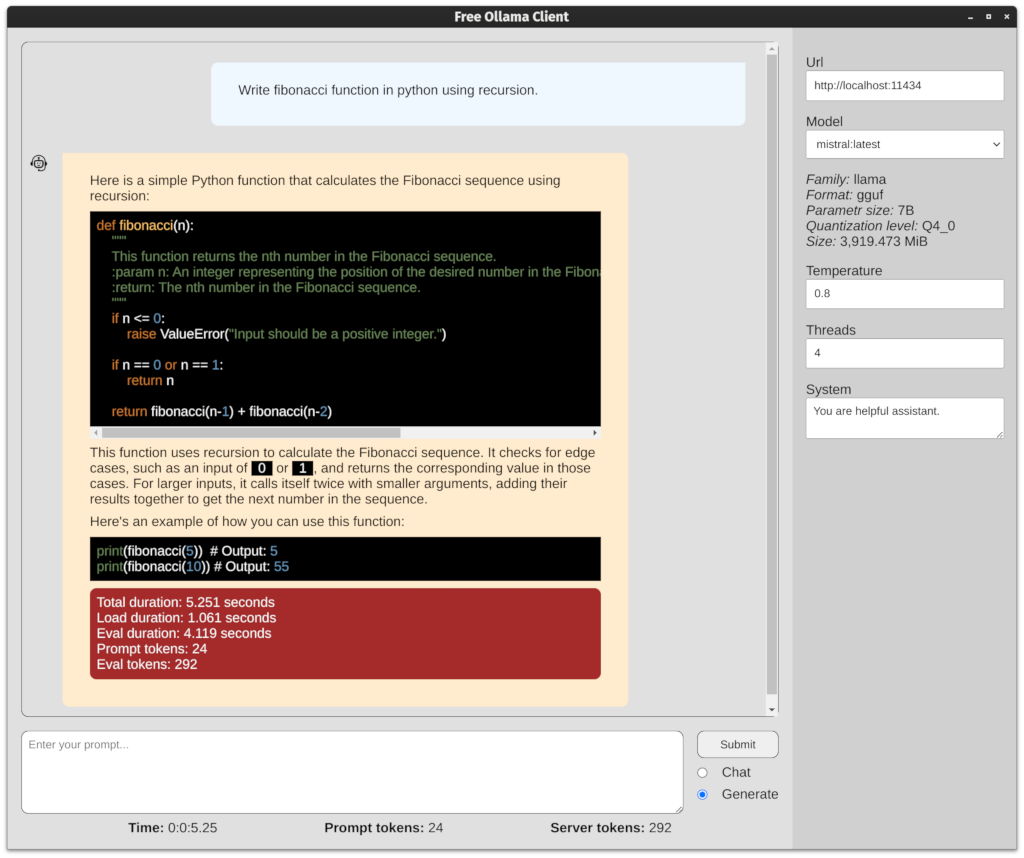 Free Ollama Client
Write fibonacci function in python using recursion.
Here is a simple Python function that calculates the Fibonacci sequence using
recursion:
def fibonacci(n):
"""
This function returns the nth number in the Fibonacci sequence.
:param n: An integer representing the position of the desired number in the Fibon
:return: The nth number in the Fibonacci sequence.
"""
if n <= 0:
raise ValueError("Input should be a positive integer.")
if n == 0 or n == 1:
return n
return fibonacci(n-1) + fibonacci(n-2)
This function uses recursion to calculate the Fibonacci sequence. It checks for edge
cases, such as an input of 0 or 1, and returns the corresponding value in those
cases. For larger inputs, it calls itself twice with smaller arguments, adding their
results together to get the next number in the sequence.
Here's an example of how you can use this function:
print(fibonacci(5))  # Output: 5
print(fibonacci(10)) # Output: 55
Total duration: 5.251 seconds
Load duration: 1.061 seconds
Eval duration: 4.119 seconds
Prompt tokens: 24
Eval tokens: 292
Enter your prompt...
Submit
Chat
Generate
Time: 0:0:5.25
Prompt tokens: 24
Server tokens: 292
Url
http://localhost:11434
Model
mistral:latest
Family: llama
Format: gguf
Parametr size: 7B
Quantization level: Q4_0
Size: 3,919.473 MiB
Temperature
0.8
Threads
4
System
You are helpful assistant.